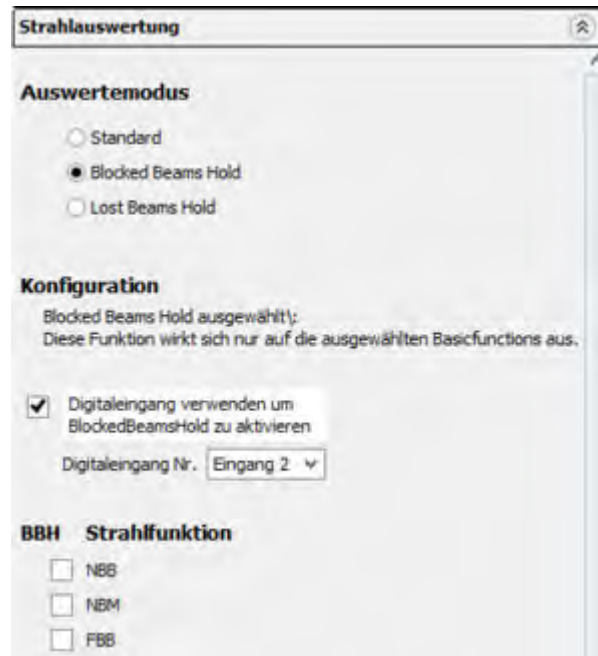 Strahlauswertung
Auswertemodus
Standard
Blocked Beams Hold
Lost Beams Hold
Konfiguration
Blocked Beams Hold ausgewählt\:
Diese Funktion wirkt sich nur auf die ausgewählten Basicfunctions aus.
Digitaleingang verwenden um
BlockedBeamsHold zu aktivieren
Digitaleingang Nr. Eingang 2
BBH Strahlfunktion
NBB
NBM
FBB